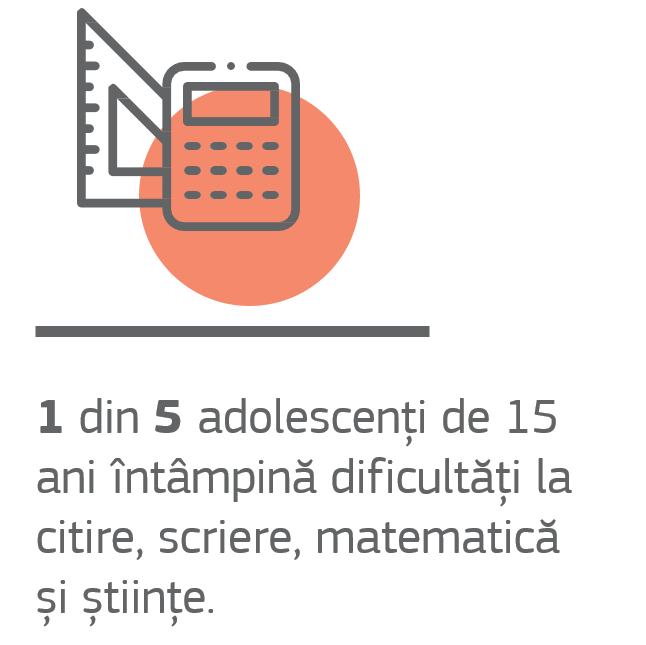 1 din 5 adolescenți de 15
ani întâmpină dificultăți la
citire, scriere, matematică
și științe.